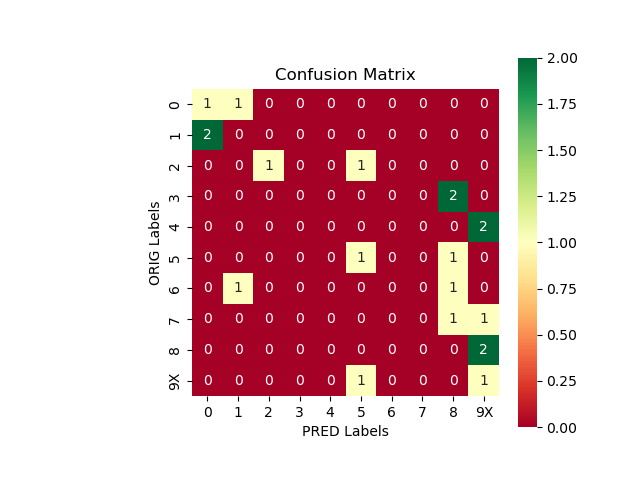 Confusion Matrix
ORIG Labels
0 1 1 0 0 0 0 0 0 0 0
1 2 0 0 0 0 0 0 0 0 0
2 0 0 1 0 0 1 0 0 0 0
3 0 0 0 0 0 0 0 0 2 0
4 0 0 0 0 0 0 0 0 0 2
5 0 0 0 0 0 1 0 0 1 0
6 0 1 0 0 0 0 0 0 1 0
7 0 0 0 0 0 0 0 0 1 1
8 0 0 0 0 0 0 0 0 0 2
9X 0 0 0 0 0 1 0 0 0 1
0 1 2 3 4 5 6 7 8 9X
PRED Labels
2.00
1.75
1.50
1.25
1.00
0.75
0.50
0.25
0.00